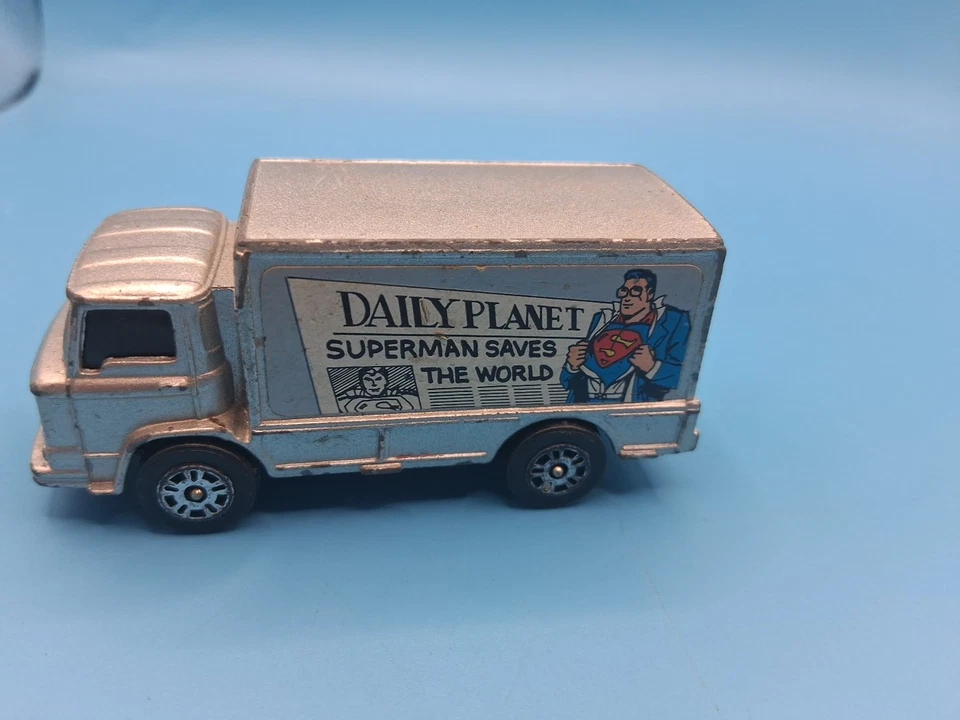 DAILY PLANET
SUPERMAN SAVES
THE WORLD